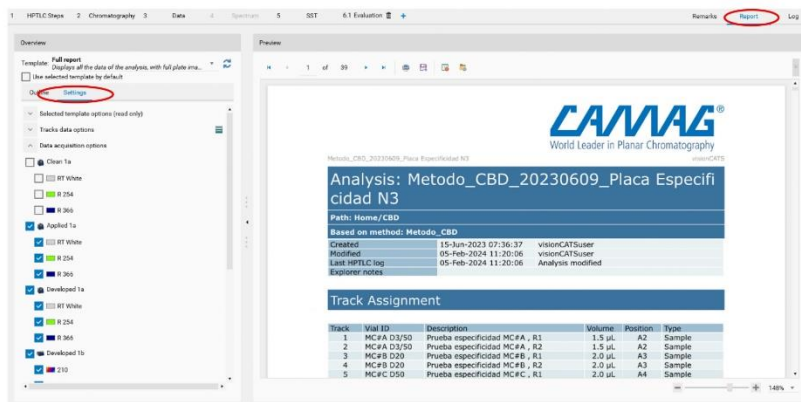 1 HPTLC Steps 2 Chromatography 3 Data 4 Spectrum 5 SST 6.1 Evaluation + Remarks Report Log
Overview
Template: Full report
Displays all the data of the analysis, with full plate ima...
Use selected template by default
Outline Settings
Selected template options (read only)
Tracks data options
Data acquisition options
Clean 1a
RT White
R 254
R 366
Applied 1a
RT White
R 254
R 366
Developed 1a
RT White
R 254
R 366
Developed 1b
210
Preview
1 of 39
CAMAG®
World Leader in Planar Chromatography
Metodo_CBD_20230609_Placa Especificidad N3 visionCATS
Analysis: Metodo_CBD_20230609_Placa Especifi
cidad N3
Path: Home/CBD
Based on method: Metodo_CBD
Created 15-Jun-2023 07:36:37 visionCATSuser
Modified 05-Feb-2024 11:20:06 visionCATSuser
Last HPTLC log 05-Feb-2024 11:20:06 Analysis modified
Explorer notes
Track Assignment
Track Vial ID Description Volume Position Type
1 MC#A D3/50 Prueba especificidad MC#A , R1 1.5 µL A2 Sample
2 MC#A D3/50 Prueba especificidad MC#A , R2 1.5 µL A2 Sample
3 MC#B D20 Prueba especificidad MC#B , R1 2.0 µL A3 Sample
4 MC#B D20 Prueba especificidad MC#B , R2 2.0 µL A3 Sample
5 MC#C D50 Prueba especificidad MC#C , R1 2.0 µL A4 Sample
148%